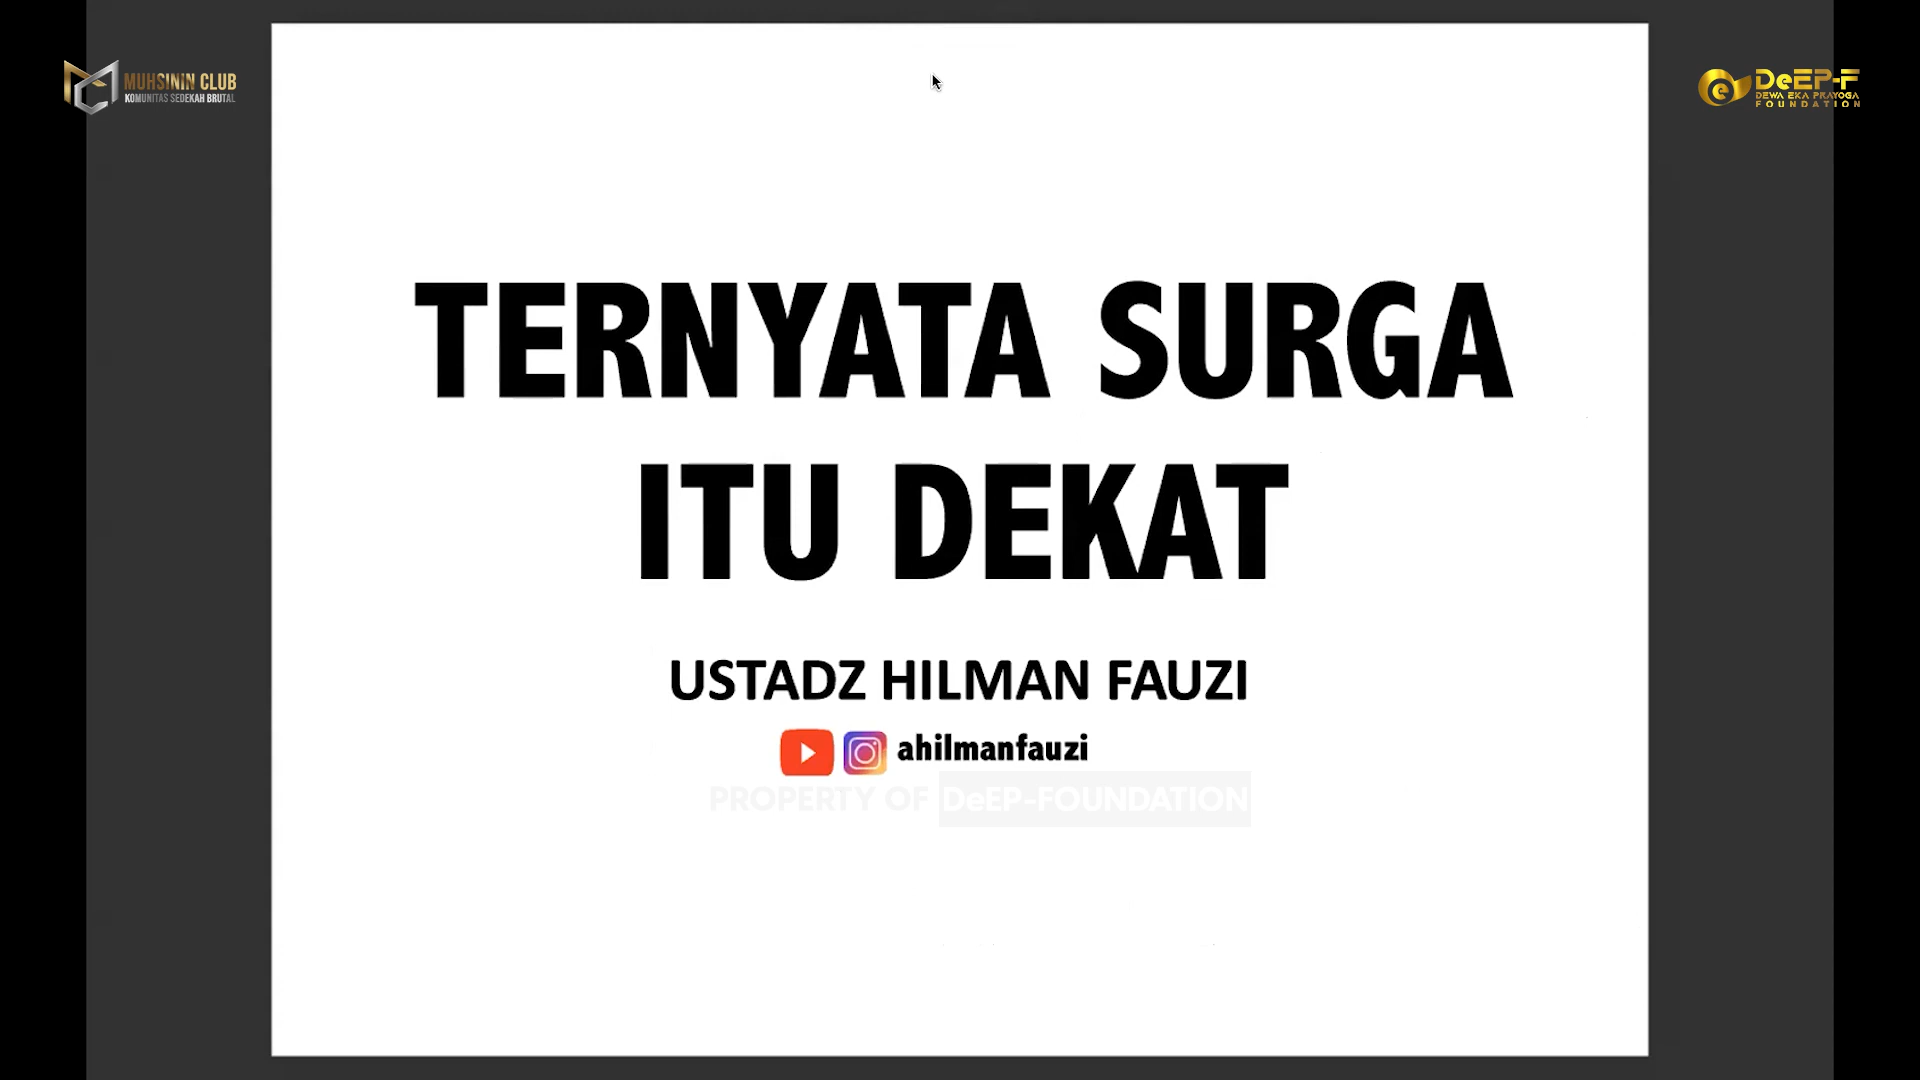 MUHSININ CLUB
KOMUNITAS SEDEKAH BRUTAL
DeEP-F
DEWA EKA PRAYOGA
FOUNDATION
TERNYATA SURGA
ITU DEKAT
USTADZ HILMAN FAUZI
ahilmanfauzi
PROPERTY OF DeEP-FOUNDATION